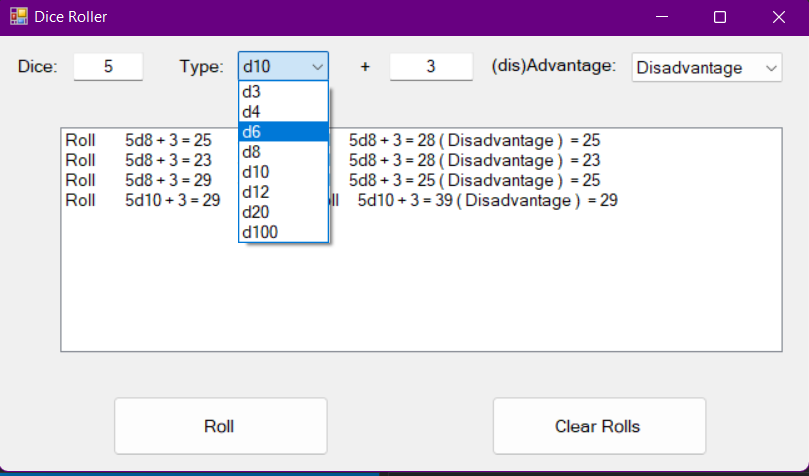 Dice Roller
Dice: 5 Type: d10 + 3 (dis)Advantage: Disadvantage
d3
d4
d6
d8
d10
d12
d20
d100
Roll 5d8 + 3 = 25 5d8 + 3 = 28 ( Disadvantage ) = 25
Roll 5d8 + 3 = 23 5d8 + 3 = 28 ( Disadvantage ) = 23
Roll 5d8 + 3 = 29 5d8 + 3 = 25 ( Disadvantage ) = 25
Roll 5d10 + 3 = 29 5d10 + 3 = 39 ( Disadvantage ) = 29
Roll Clear Rolls